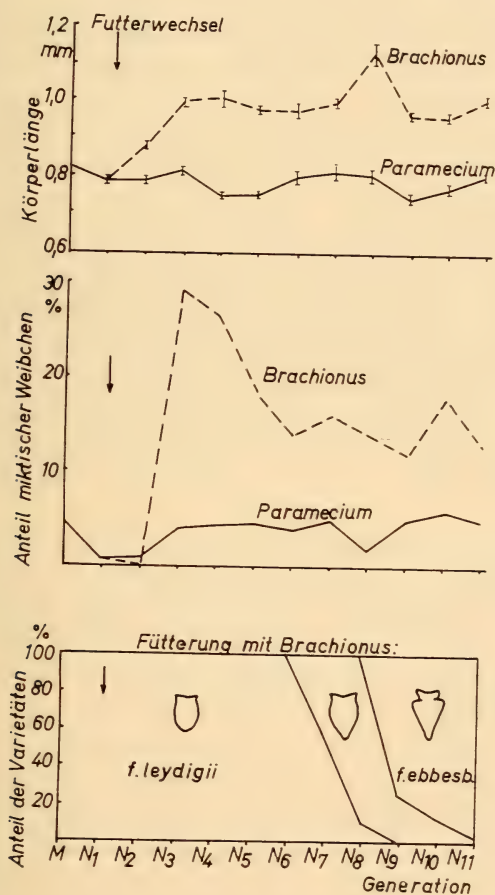 1,2
mm
1,0
0,8
0,6
Körperlänge
Futterwechsel
Brachionus
Paramecium
30
%
20
10
Anteil miktischer Weibchen
Brachionus
Paramecium
%
100
80
60
40
20
Anteil der Varietäten
Fütterung mit Brachionus:
f. leydigii
f.ebbesb.
M N1 N2 N3 N4 N5 N6 N7 N8 N9 N10 N11
Generation